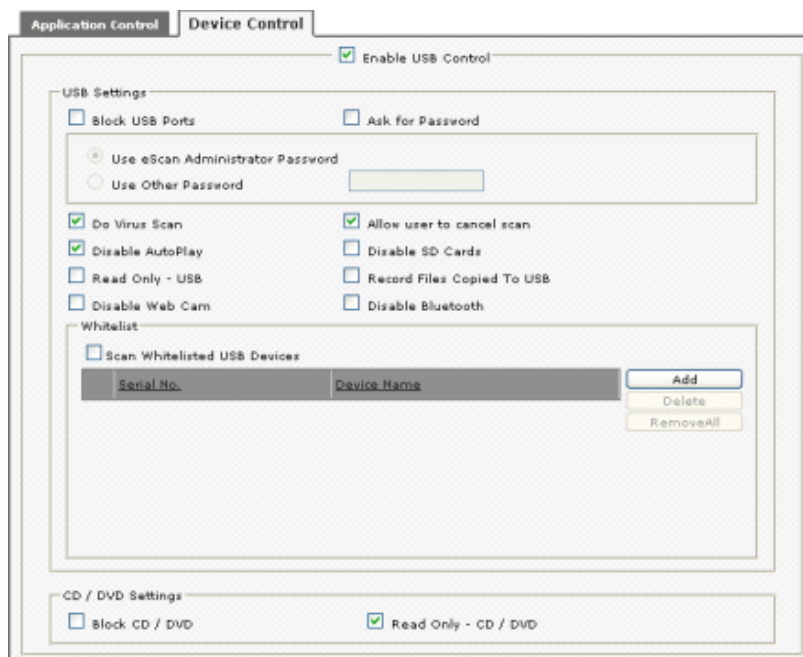 Application Control Device Control
Enable USB Control
USB Settings
Block USB Ports Ask for Password
Use eScan Administrator Password
Use Other Password
Do Virus Scan Allow user to cancel scan
Disable AutoPlay Disable SD Cards
Read Only - USB Record Files Copied To USB
Disable Web Cam Disable Bluetooth
Whitelist
Scan Whitelisted USB Devices
Serial No. Device Name Add
Delete
RemoveAll
CD / DVD Settings
Block CD / DVD Read Only - CD / DVD